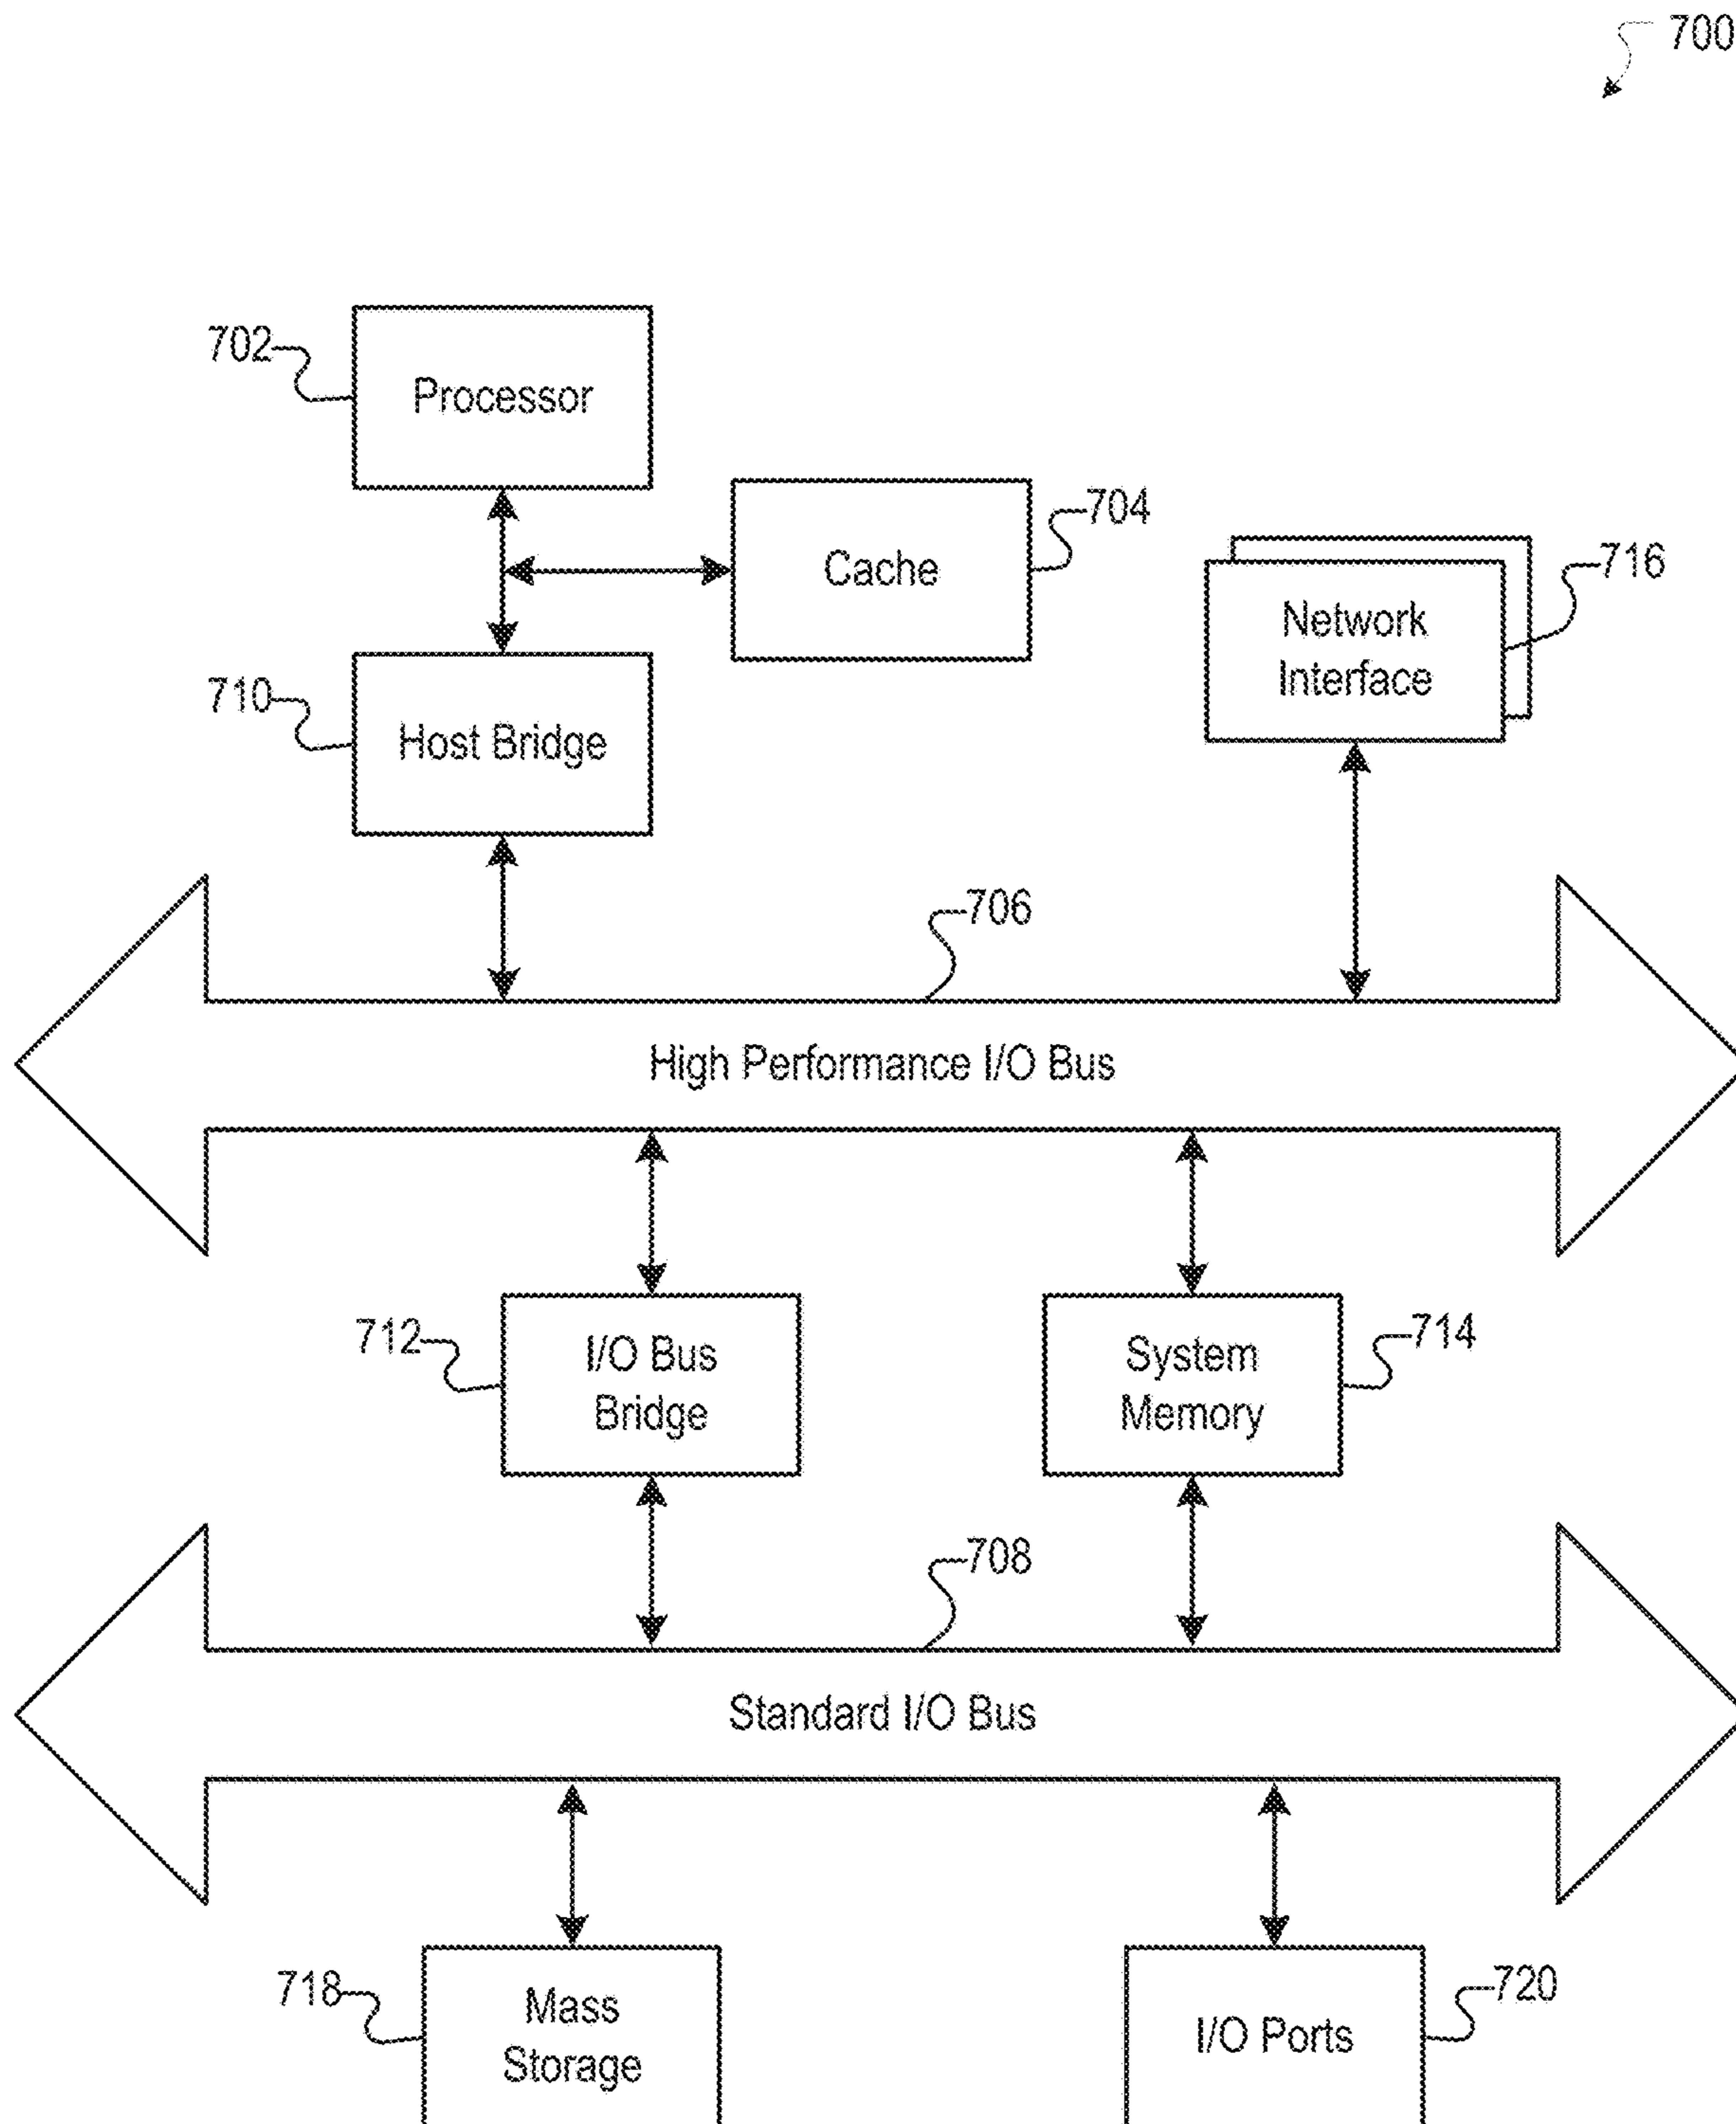 700
702
Processor
704
Cache
716
Network
Interface
710
Host Bridge
706
High Performance I/O Bus
712
I/O Bus
Bridge
System
Memory
714
708
Standard I/O Bus
718
Mass
Storage
I/O Ports
720